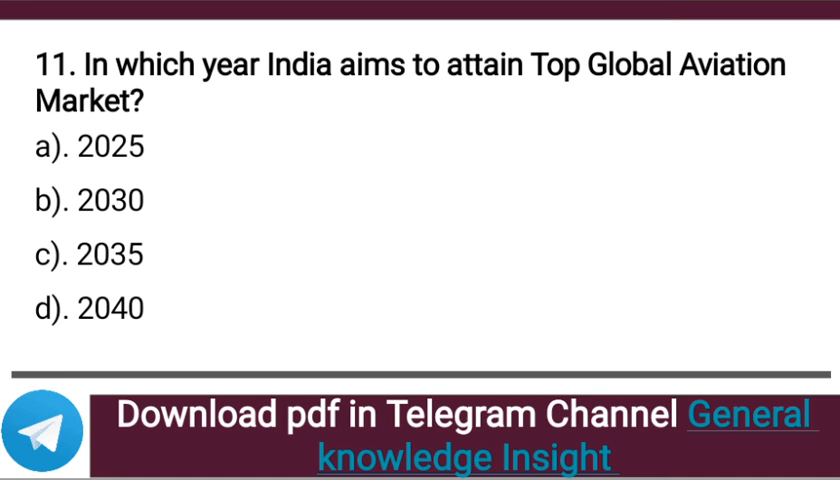 11. In which year India aims to attain Top Global Aviation
Market?
a). 2025
b). 2030
c). 2035
d). 2040
Download pdf in Telegram Channel General
knowledge Insight